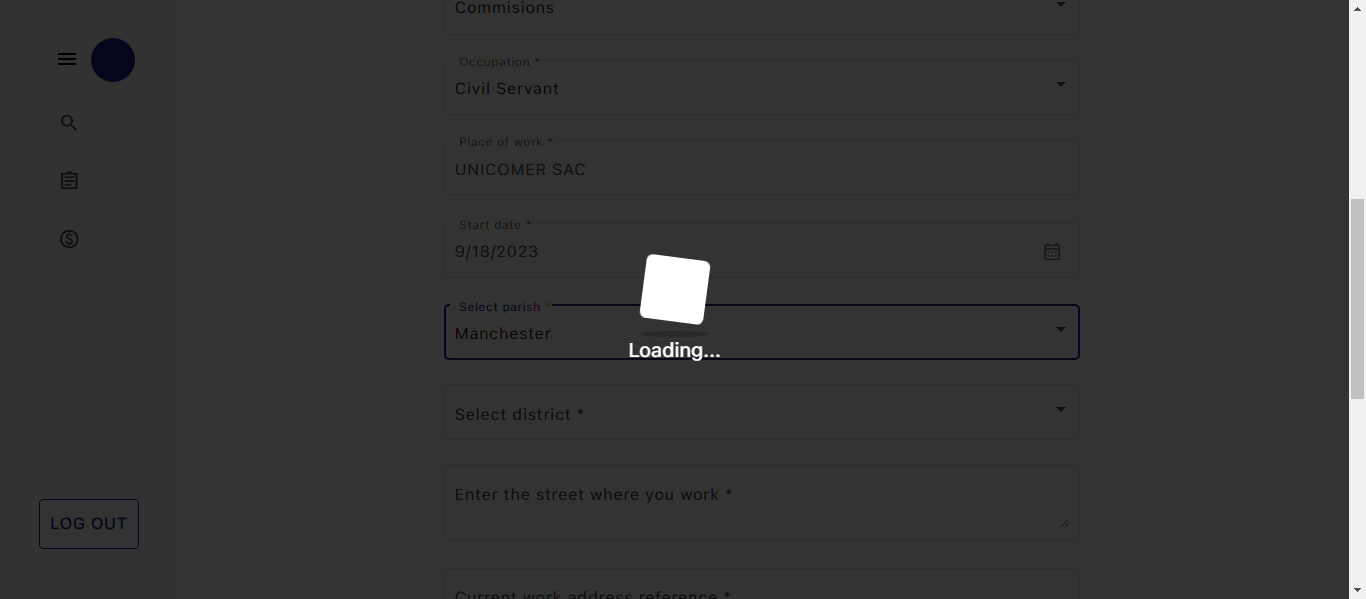 Commisions
Occupation *
Civil Servant
Place of work *
UNICOMER SAC
Start date *
9/18/2023
Select parish *
Manchester
Loading...
Select district *
Enter the street where you work *
LOG OUT
Current work address reference *